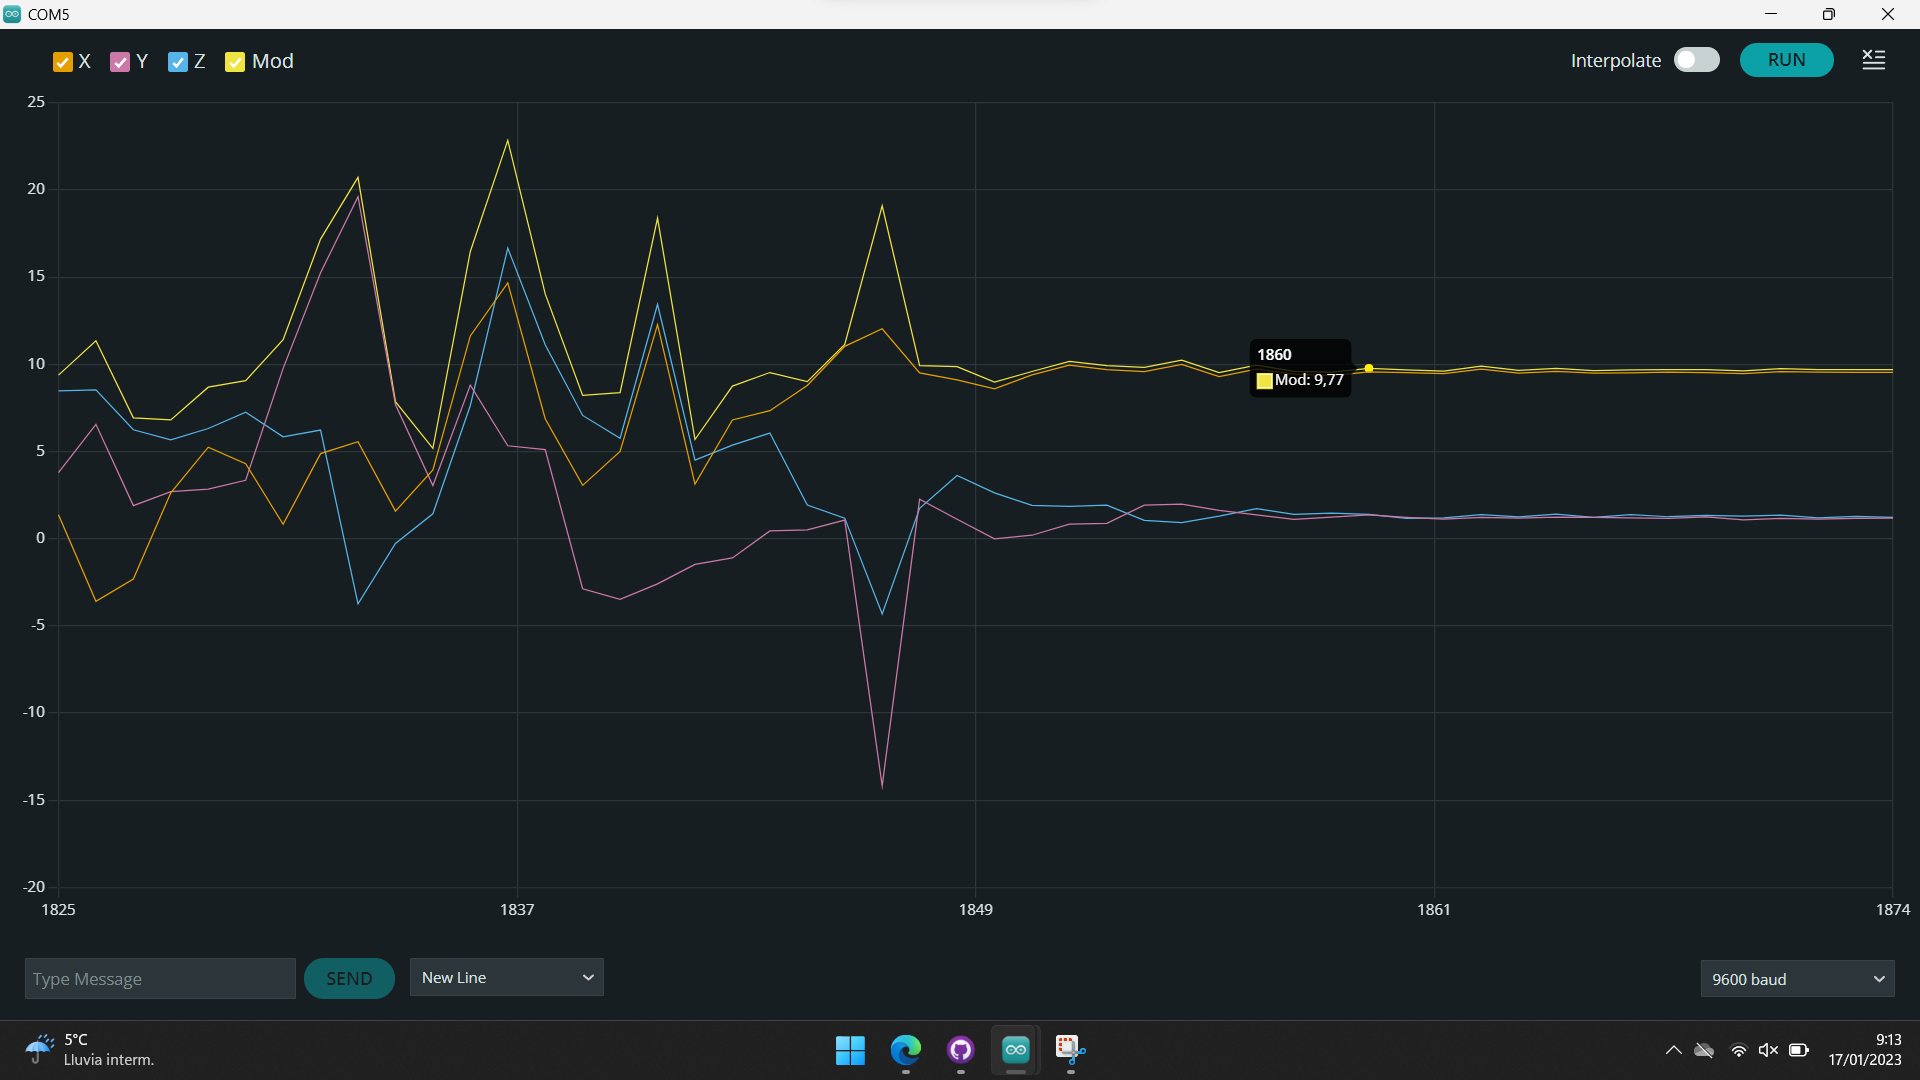 COM5
X Y Z Mod
Interpolate RUN
25
20
15
10
5
0
-5
-10
-15
-20
1860
Mod: 9,77
1825 1837 1849 1861 1874
Type Message SEND New Line 9600 baud
5°C
Lluvia interm.
9:13
17/01/2023